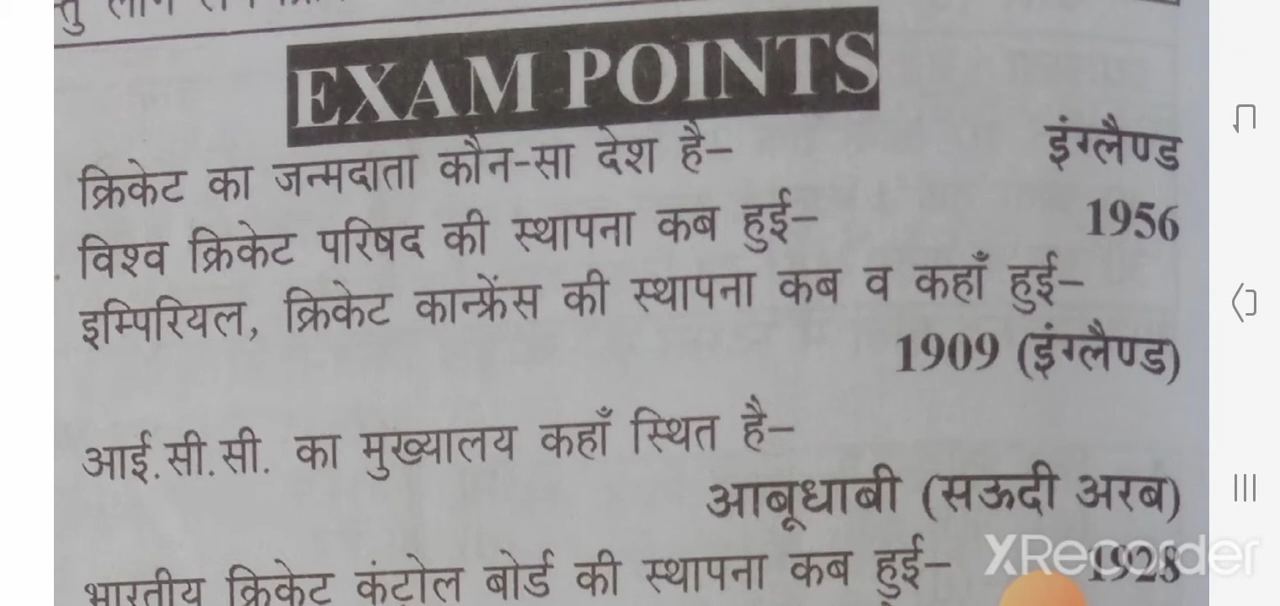 EXAM POINTS
क्रिकेट का जन्मदाता कौन-सा देश है– इंग्लैण्ड
विश्व क्रिकेट परिषद की स्थापना कब हुई– 1956
इम्पिरियल, क्रिकेट कान्फ्रेंस की स्थापना कब व कहाँ हुई–
1909 (इंग्लैण्ड)
आई.सी.सी. का मुख्यालय कहाँ स्थित है–
आबूधाबी (सऊदी अरब)
भारतीय क्रिकेट कंट्रोल बोर्ड की स्थापना कब हुई– 1928
XRecorder